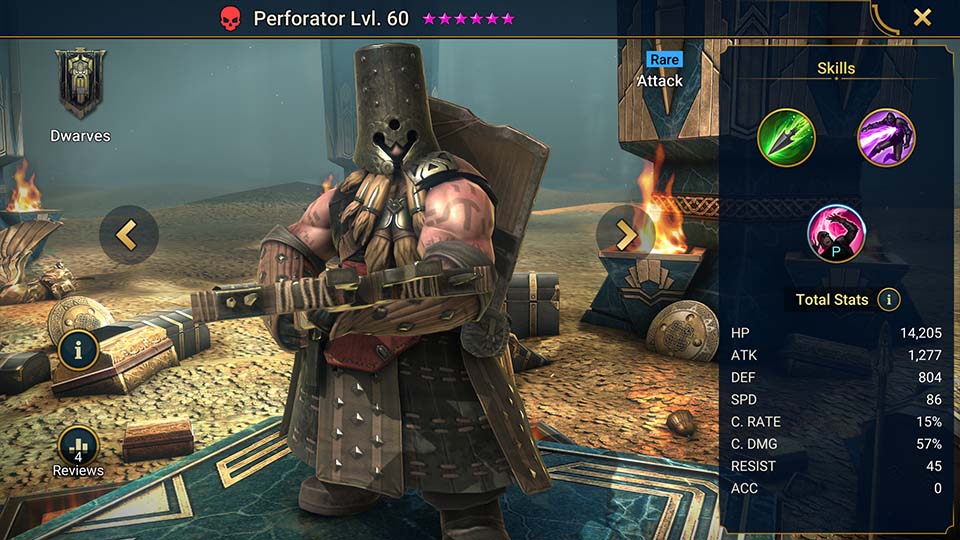 Perforator Lvl. 60
Dwarves
Rare
Attack
Skills
P
Total Stats i
HP 14,205
ATK 1,277
DEF 804
SPD 86
C. RATE 15%
C. DMG 57%
RESIST 45
ACC 0
i
4
Reviews